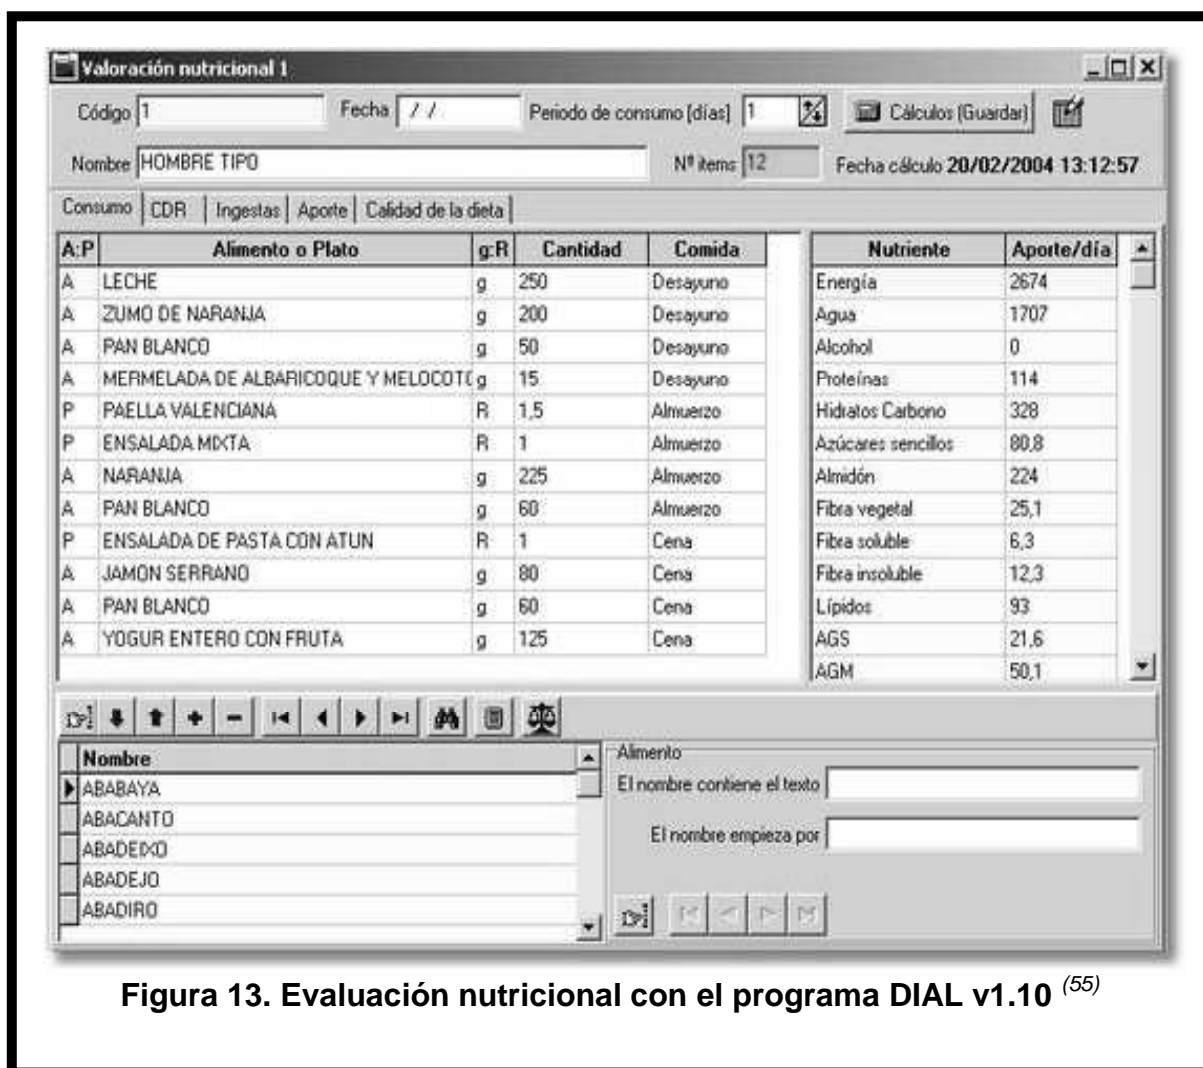 Valoración nutricional 1
Código 1 Fecha / / Periodo de consumo [días] 1 Cálculos (Guardar)
Nombre HOMBRE TIPO Nº items 12 Fecha cálculo 20/02/2004 13:12:57
Consumo CDR Ingestas Aporte Calidad de la dieta
A:P Alimento o Plato g:R Cantidad Comida Nutriente Aporte/día
A LECHE g 250 Desayuno Energía 2674
A ZUMO DE NARANJA g 200 Desayuno Agua 1707
A PAN BLANCO g 50 Desayuno Alcohol 0
A MERMELADA DE ALBARICOQUE Y MELOCOTO g 15 Desayuno Proteínas 114
P PAELLA VALENCIANA R 1,5 Almuerzo Hidratos Carbono 328
P ENSALADA MIXTA R 1 Almuerzo Azúcares sencillos 80,8
A NARANJA g 225 Almuerzo Almidón 224
A PAN BLANCO g 60 Almuerzo Fibra vegetal 25,1
P ENSALADA DE PASTA CON ATUN R 1 Cena Fibra soluble 6,3
A JAMON SERRANO g 80 Cena Fibra insoluble 12,3
A PAN BLANCO g 60 Cena Lípidos 93
A YOGUR ENTERO CON FRUTA g 125 Cena AGS 21,6
AGM 50,1
Nombre
ABABAYA
ABACANTO
ABADEIXO
ABADEJO
ABADIRO
Alimento
El nombre contiene el texto
El nombre empieza por
Figura 13. Evaluación nutricional con el programa DIAL v1.10 (55)